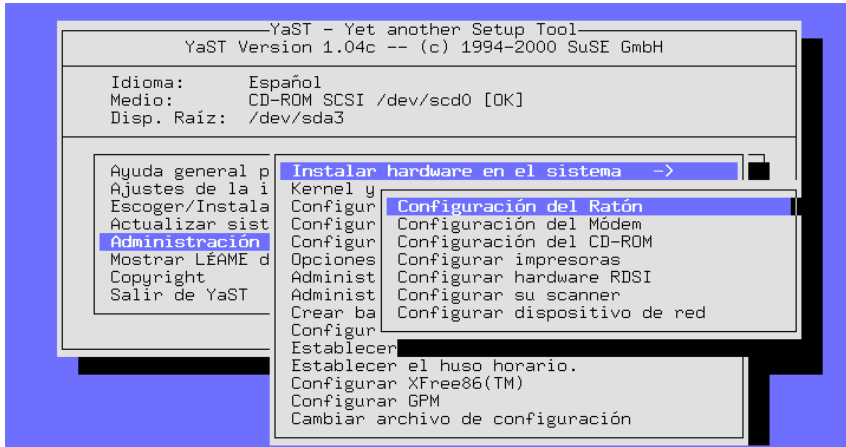 YaST - Yet another Setup Tool
YaST Version 1.04c -- (c) 1994-2000 SuSE GmbH
Idioma: Español
Medio: CD-ROM SCSI /dev/scd0 [OK]
Disp. Raíz: /dev/sda3
Ayuda general p
Ajustes de la i
Escoger/Instala
Actualizar sist
Administración
Mostrar LÉAME d
Copyright
Salir de YaST
Instalar hardware en el sistema ->
Kernel y
Configur
Configur
Configur
Opciones
Administ
Administ
Crear ba
Configur
Establecer
Establecer el huso horario.
Configurar XFree86(TM)
Configurar GPM
Cambiar archivo de configuración
Configuración del Ratón
Configuración del Módem
Configuración del CD-ROM
Configurar impresoras
Configurar hardware RDSI
Configurar su scanner
Configurar dispositivo de red